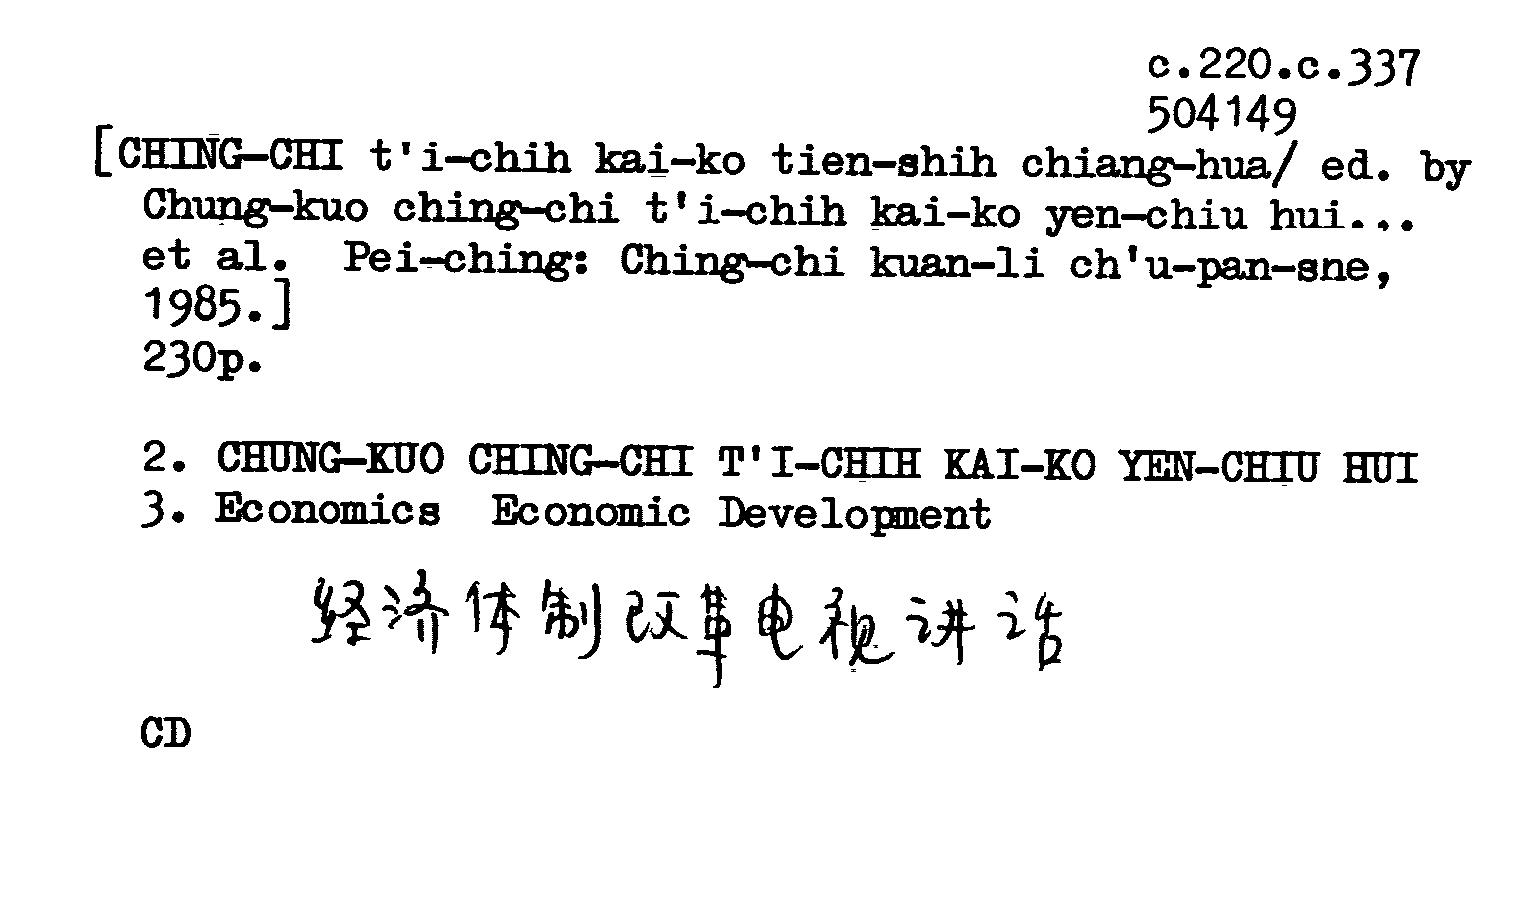 c.220.c.337
504149
[CHING-CHI t'i-chih kai-ko tien-shih chiang-hua/ ed. by
Chung-kuo ching-chi t'i-chih kai-ko yen-chiu hui...
et al. Pei-ching: Ching-chi kuan-li ch'u-pan-sne,
1985.]
230p.
2. CHUNG-KUO CHING-CHI T'I-CHIH KAI-KO YEN-CHIU HUI
3. Economics Economic Development
经济体制改革电视讲话
CD